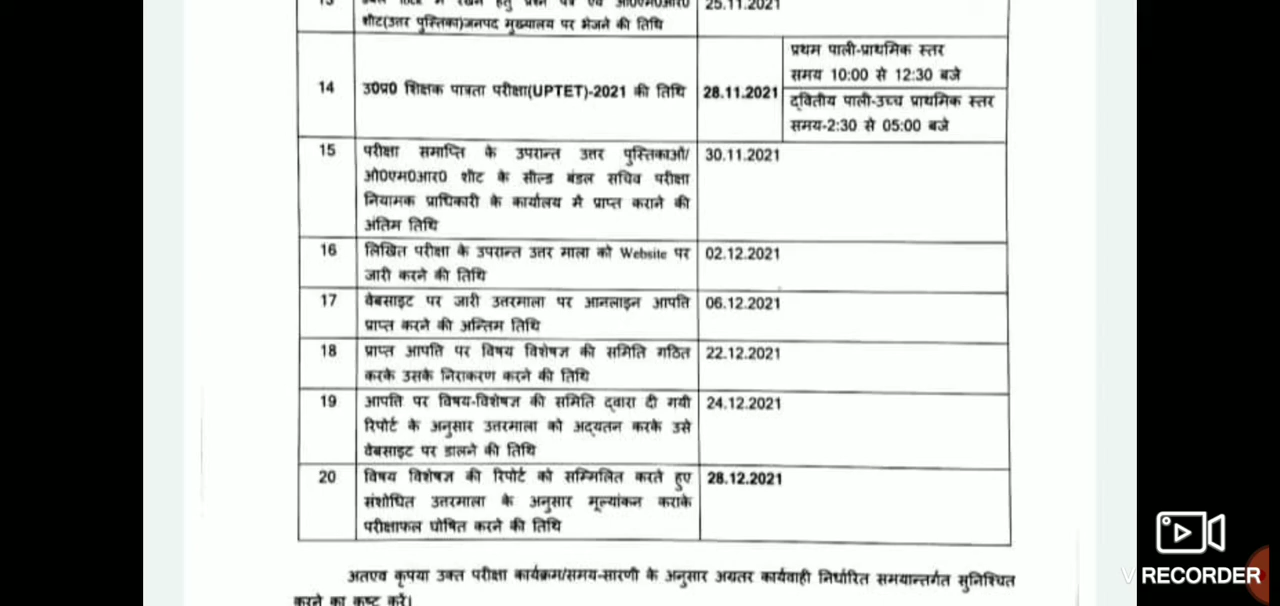 शीट(उत्तर पुस्तिका)जनपद मुख्यालय पर भेजने की तिथि
25.11.2021
14
उ0प्र0 शिक्षक पात्रता परीक्षा(UPTET)-2021 की तिथि
28.11.2021
प्रथम पाली-प्राथमिक स्तर
समय 10:00 से 12:30 बजे
द्वितीय पाली-उच्च प्राथमिक स्तर
समय-2:30 से 05:00 बजे
15
परीक्षा समाप्ति के उपरान्त उत्तर पुस्तिकाओं/
ओ0एम0आर0 शीट के सील्ड बंडल सचिव परीक्षा
नियामक प्राधिकारी के कार्यालय मै प्राप्त कराने की
अंतिम तिथि
30.11.2021
16
लिखित परीक्षा के उपरान्त उत्तर माला को Website पर
जारी करने की तिथि
02.12.2021
17
वेबसाइट पर जारी उत्तरमाला पर आनलाइन आपत्ति
प्राप्त करने की अन्तिम तिथि
06.12.2021
18
प्राप्त आपत्ति पर विषय विशेषज्ञ की समिति गठित
करके उसके निराकरण करने की तिथि
22.12.2021
19
आपत्ति पर विषय-विशेषज्ञ की समिति द्वारा दी गयी
रिपोर्ट के अनुसार उत्तरमाला को अद्यतन करके उसे
वेबसाइट पर डालने की तिथि
24.12.2021
20
विषय विशेषज्ञ की रिपोर्ट को सम्मिलित करते हुए
संशोधित उत्तरमाला के अनुसार मूल्यांकन कराके
परीक्षाफल घोषित करने की तिथि
28.12.2021
अतएव कृपया उक्त परीक्षा कार्यक्रम/समय-सारणी के अनुसार अग्रतर कार्यवाही निर्धारित समयान्तर्गत सुनिश्चित
करने का कष्ट करें।
V RECORDER